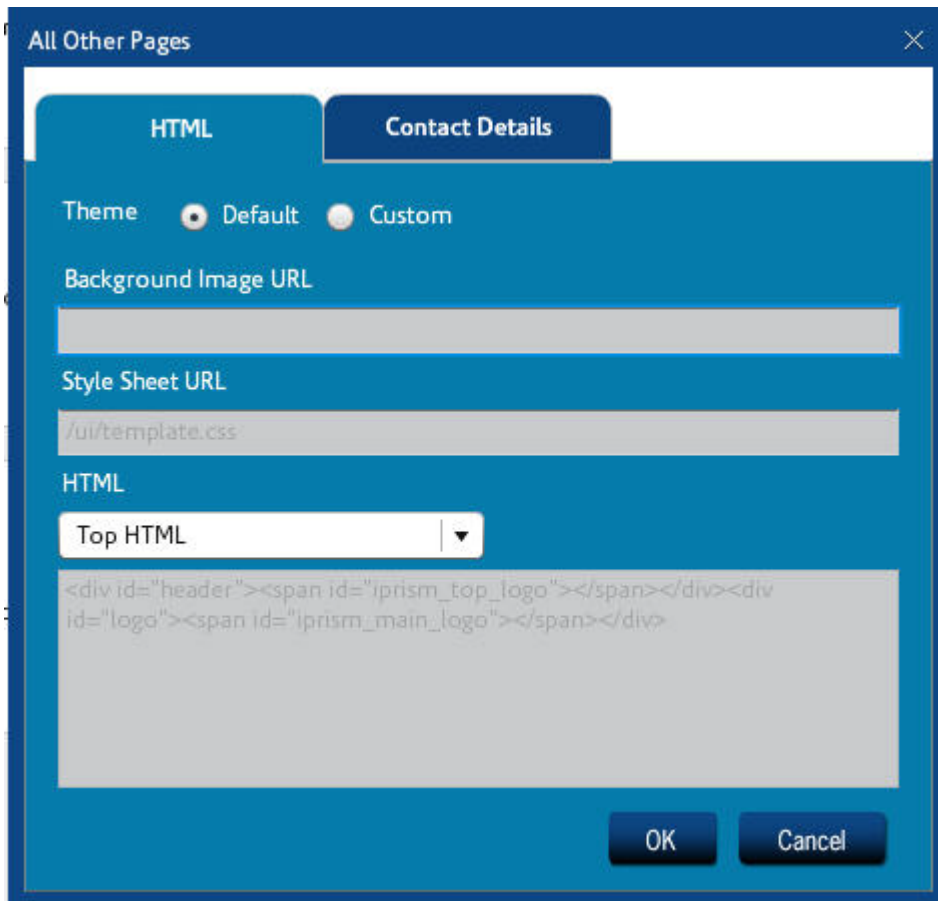 All Other Pages
HTML
Contact Details
Theme
Default
Custom
Background Image URL
Style Sheet URL
/ui/template.css
HTML
Top HTML
<div id="header"><span id="iprism_top_logo"></span></div><div
id="logo"><span id="iprism_main_logo"></span></div>
OK
Cancel